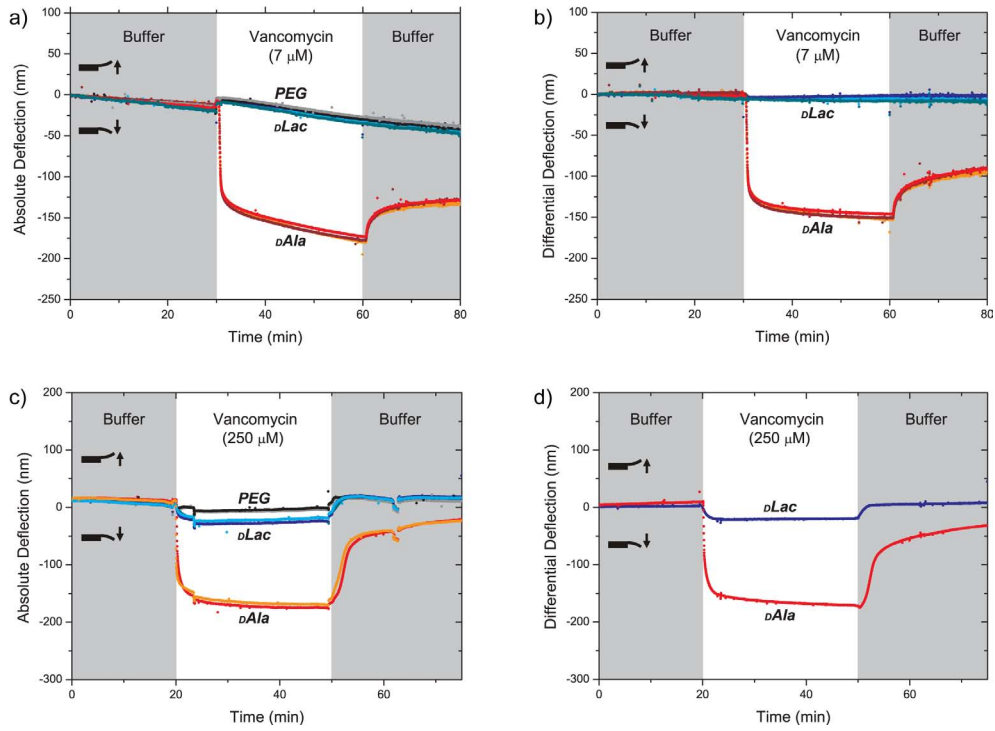 a)
Buffer
Vancomycin
(7 µM)
Buffer
PEG
DLac
DAla
100
50
0
-50
-100
-150
-200
-250
0
20
40
60
80
Absolute Deflection (nm)
Time (min)
b)
Buffer
Vancomycin
(7 µM)
Buffer
DLac
DAla
100
50
0
-50
-100
-150
-200
-250
0
20
40
60
80
Differential Deflection (nm)
Time (min)
c)
Buffer
Vancomycin
(250 µM)
Buffer
PEG
DLac
DAla
200
100
0
-100
-200
-300
0
20
40
60
Absolute Deflection (nm)
Time (min)
d)
Buffer
Vancomycin
(250 µM)
Buffer
DLac
DAla
200
100
0
-100
-200
-300
0
20
40
60
Differential Deflection (nm)
Time (min)